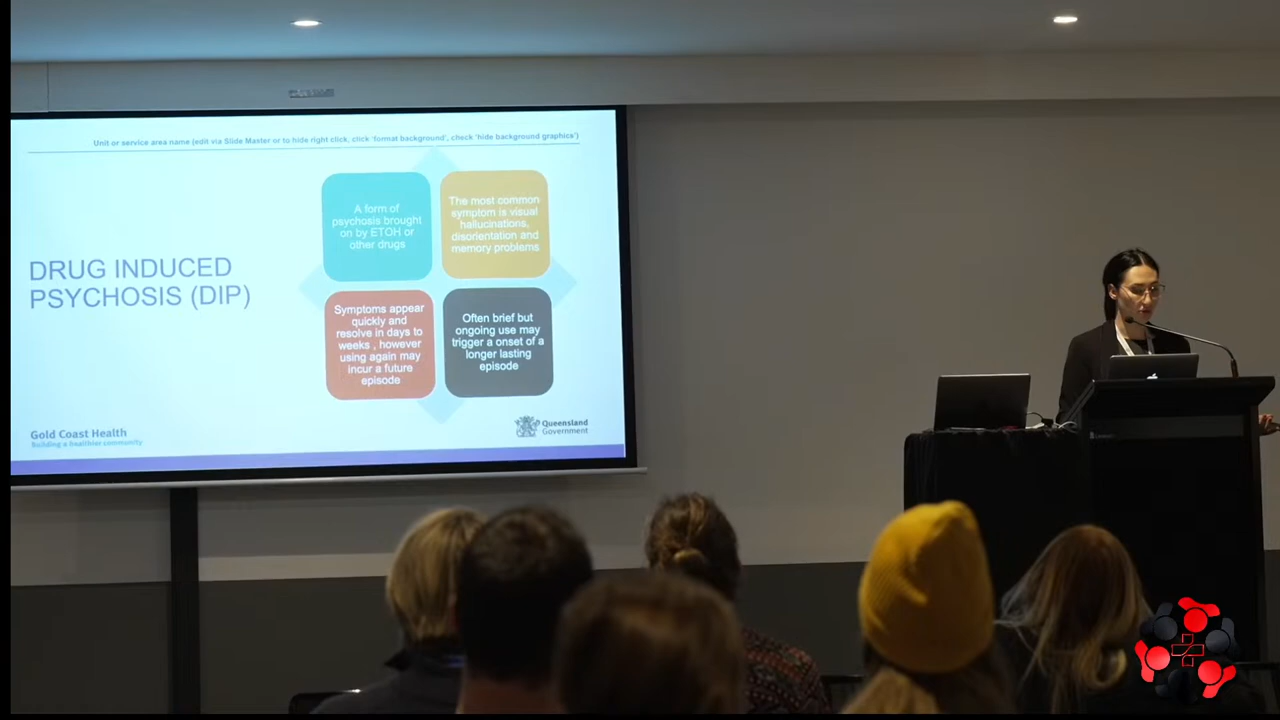 Unit or service area name (edit via Slide Master or to hide right click, click 'format background', check 'hide background graphics')
DRUG INDUCED
PSYCHOSIS (DIP)
A form of
psychosis brought
on by ETOH or
other drugs
The most common
symptom is visual
hallucinations,
disorientation and
memory problems
Symptoms appear
quickly and
resolve in days to
weeks , however
using again may
incur a future
episode
Often brief but
ongoing use may
trigger a onset of a
longer lasting
episode
Gold Coast Health
building a healthier community
Queensland
Government